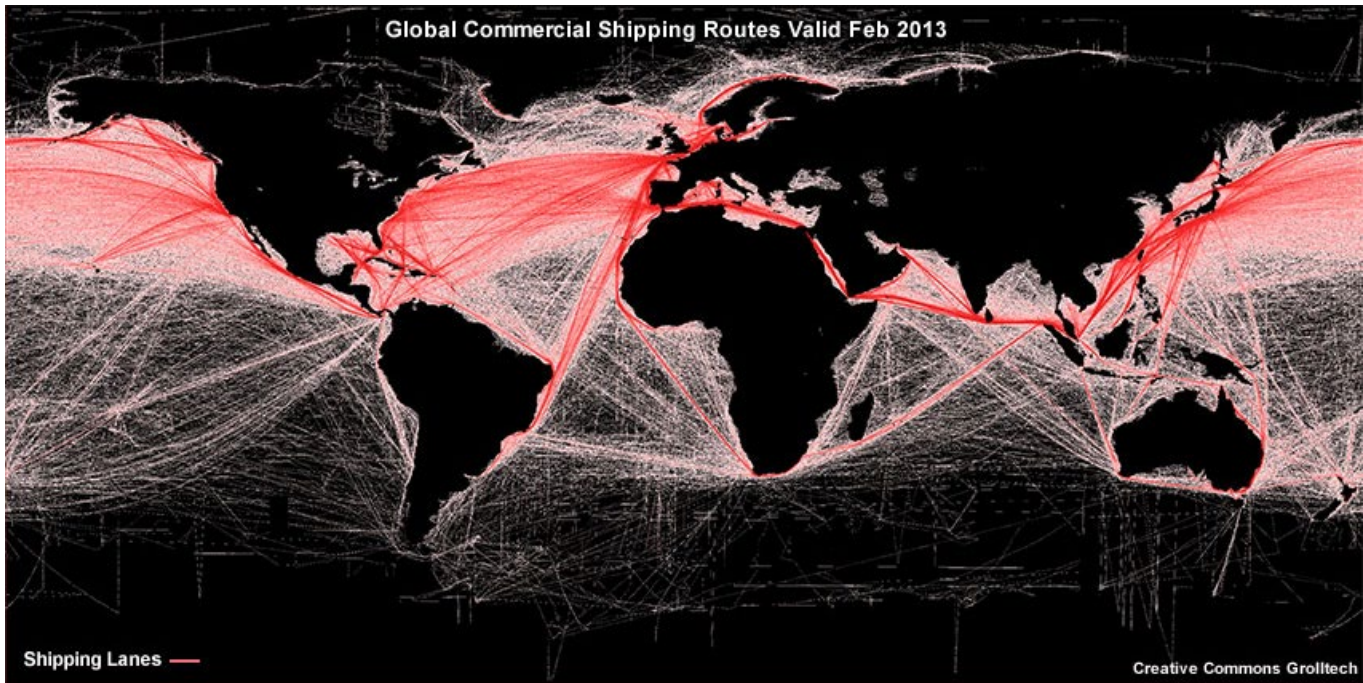 Global Commercial Shipping Routes Valid Feb 2013
Shipping Lanes
Creative Commons Grolltech